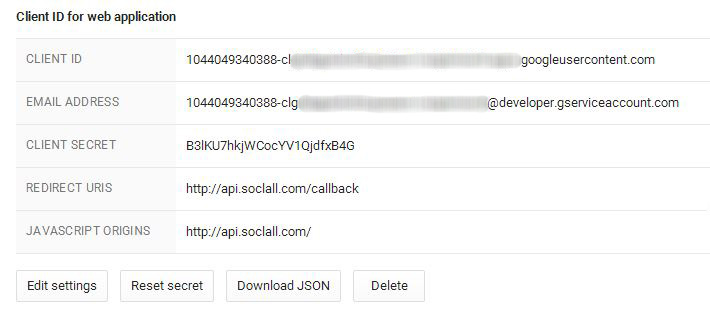 Client ID for web application
CLIENT ID 1044049340388-cl googleusercontent.com
EMAIL ADDRESS 1044049340388-clg @developer.gserviceaccount.com
CLIENT SECRET B3lKU7hkjWCocYV1QjdfxB4G
REDIRECT URIS http://api.soclall.com/callback
JAVASCRIPT ORIGINS http://api.soclall.com/
Edit settings Reset secret Download JSON Delete